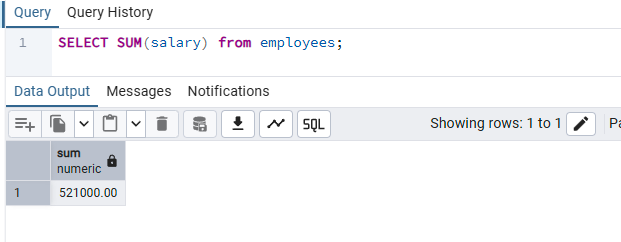 Query Query History
1 SELECT SUM(salary) from employees;
Data Output Messages Notifications
SQL Showing rows: 1 to 1
sum
numeric
1 521000.00